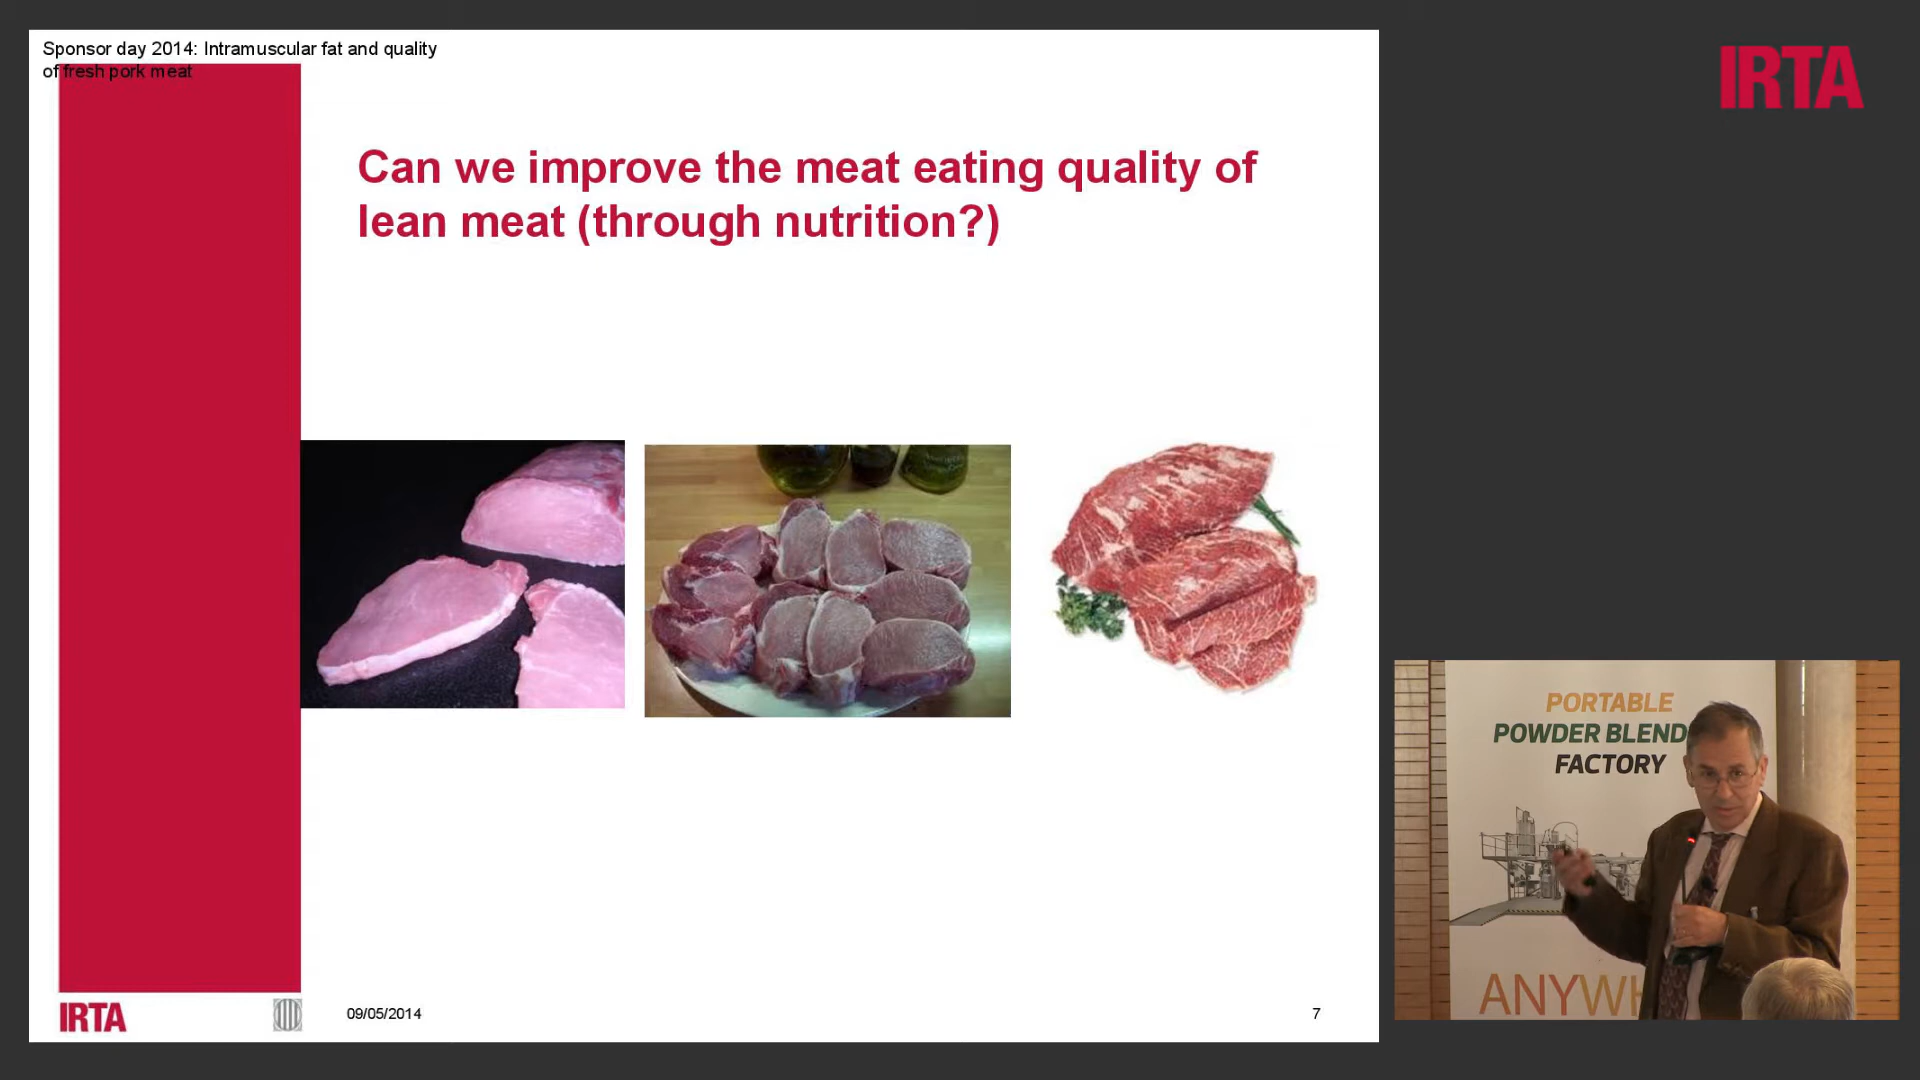 Sponsor day 2014: Intramuscular fat and quality
of fresh pork meat
IRTA
Can we improve the meat eating quality of
lean meat (through nutrition?)
PORTABLE
POWDER BLEND
FACTORY
ANYWH
IRTA
09/05/2014
7